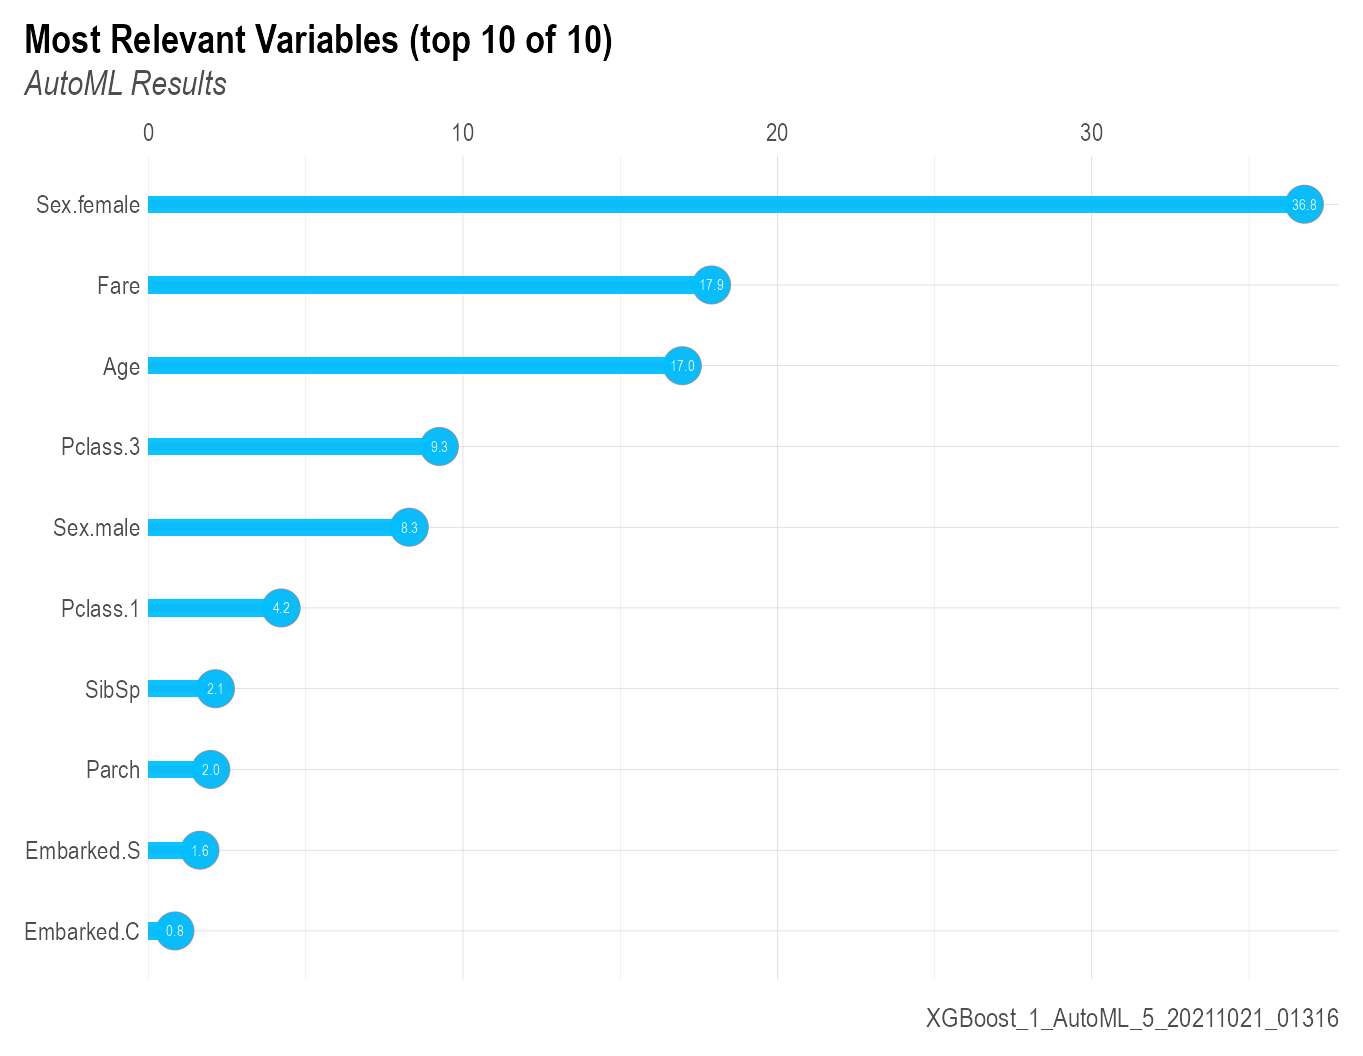 Most Relevant Variables (top 10 of 10)
AutoML Results
0 10 20 30
Sex.female 36.8
Fare 17.9
Age 17.0
Pclass.3 9.3
Sex.male 8.3
Pclass.1 4.2
SibSp 2.1
Parch 2.0
Embarked.S 1.6
Embarked.C 0.8
XGBoost_1_AutoML_5_20211021_01316